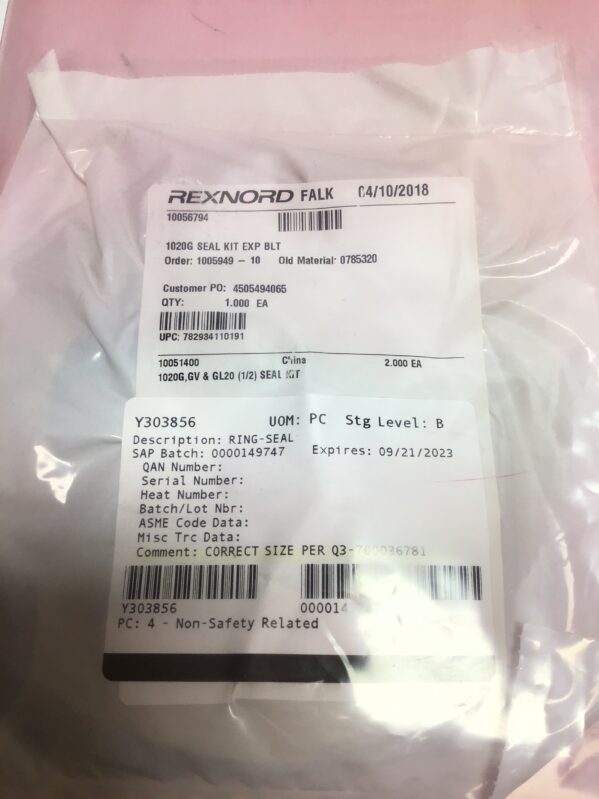 REXNORD FALK 04/10/2018
10056794
1020G SEAL KIT EXP BLT
Order: 1005949 - 10 Old Material: 0785320
Customer PO: 4505494065
QTY: 1.000 EA
UPC: 782934110191
10051400 China 2.000 EA
1020G,GV & GL20 (1/2) SEAL KIT
Y303856 UOM: PC Stg Level: B
Description: RING-SEAL
SAP Batch: 0000149747 Expires: 09/21/2023
QAN Number:
Serial Number:
Heat Number:
Batch/Lot Nbr:
ASME Code Data:
Misc Trc Data:
Comment: CORRECT SIZE PER Q3-700036781
Y303856 000014
PC: 4 - Non-Safety Related